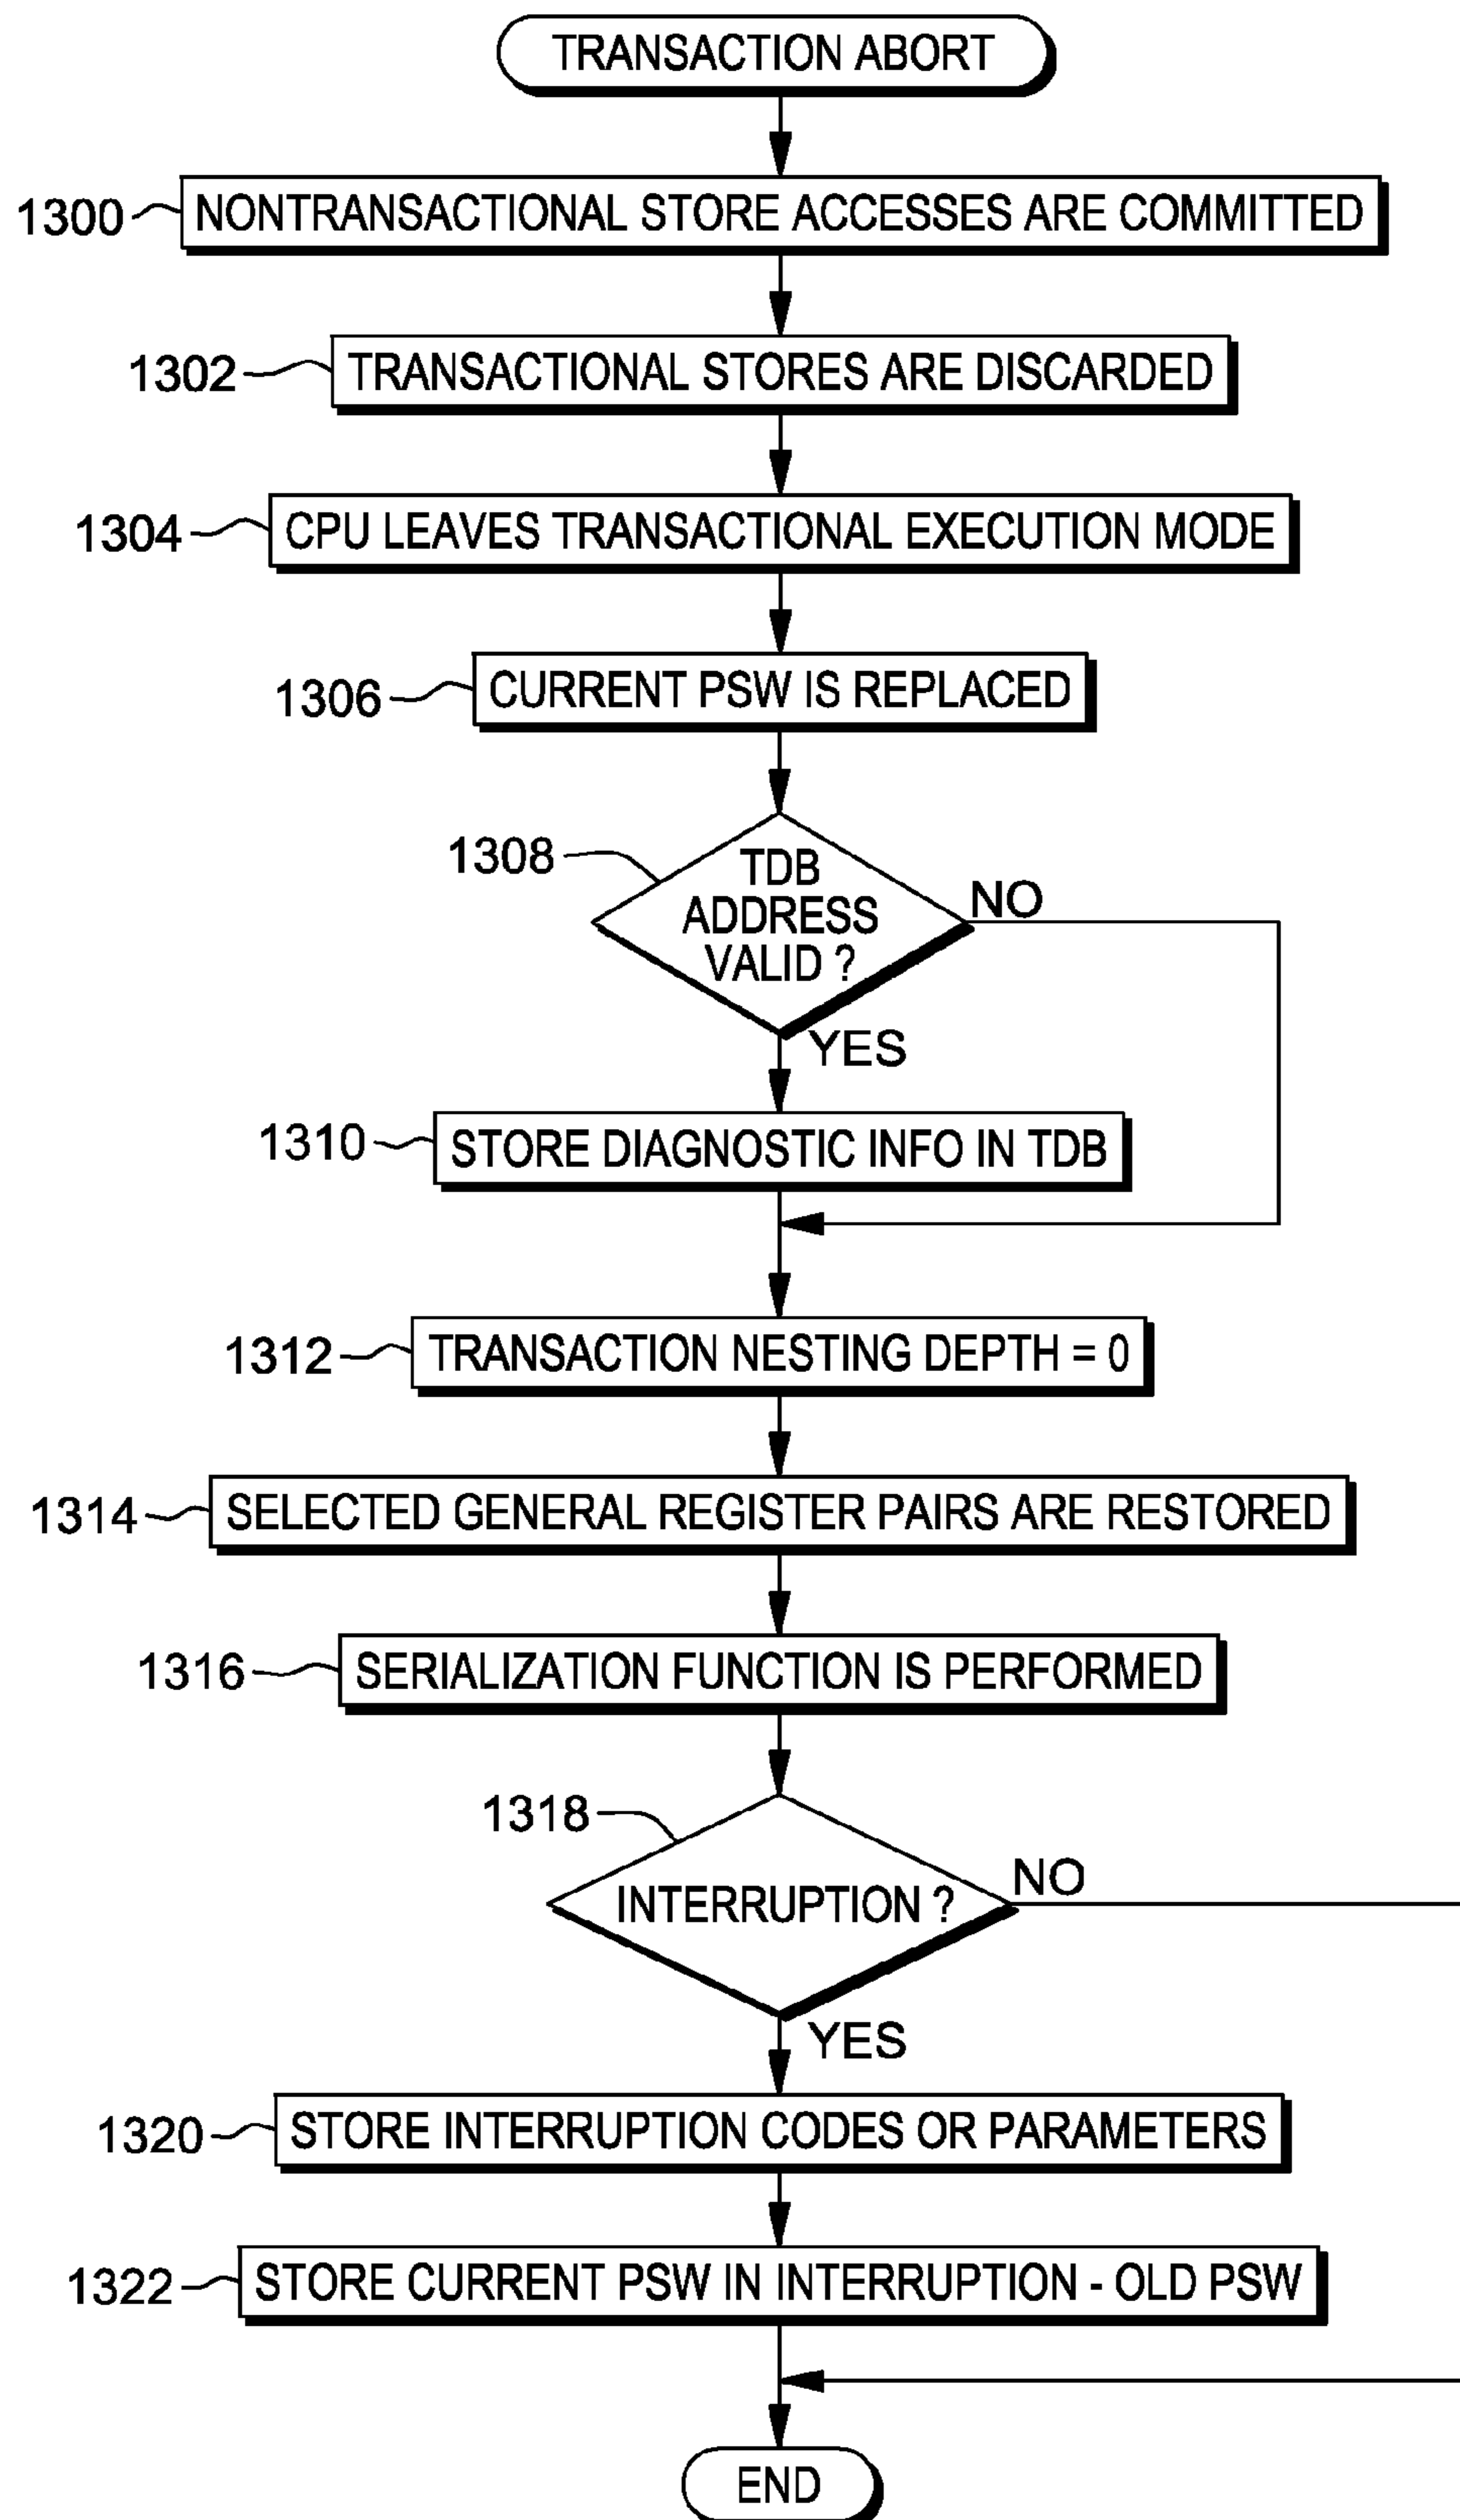 TRANSACTION ABORT
1300
NONTRANSACTIONAL STORE ACCESSES ARE COMMITTED
1302
TRANSACTIONAL STORES ARE DISCARDED
1304
CPU LEAVES TRANSACTIONAL EXECUTION MODE
1306
CURRENT PSW IS REPLACED
1308
TDB
ADDRESS
VALID ?
NO
YES
1310
STORE DIAGNOSTIC INFO IN TDB
1312
TRANSACTION NESTING DEPTH = 0
1314
SELECTED GENERAL REGISTER PAIRS ARE RESTORED
1316
SERIALIZATION FUNCTION IS PERFORMED
1318
INTERRUPTION ?
NO
YES
1320
STORE INTERRUPTION CODES OR PARAMETERS
1322
STORE CURRENT PSW IN INTERRUPTION - OLD PSW
END